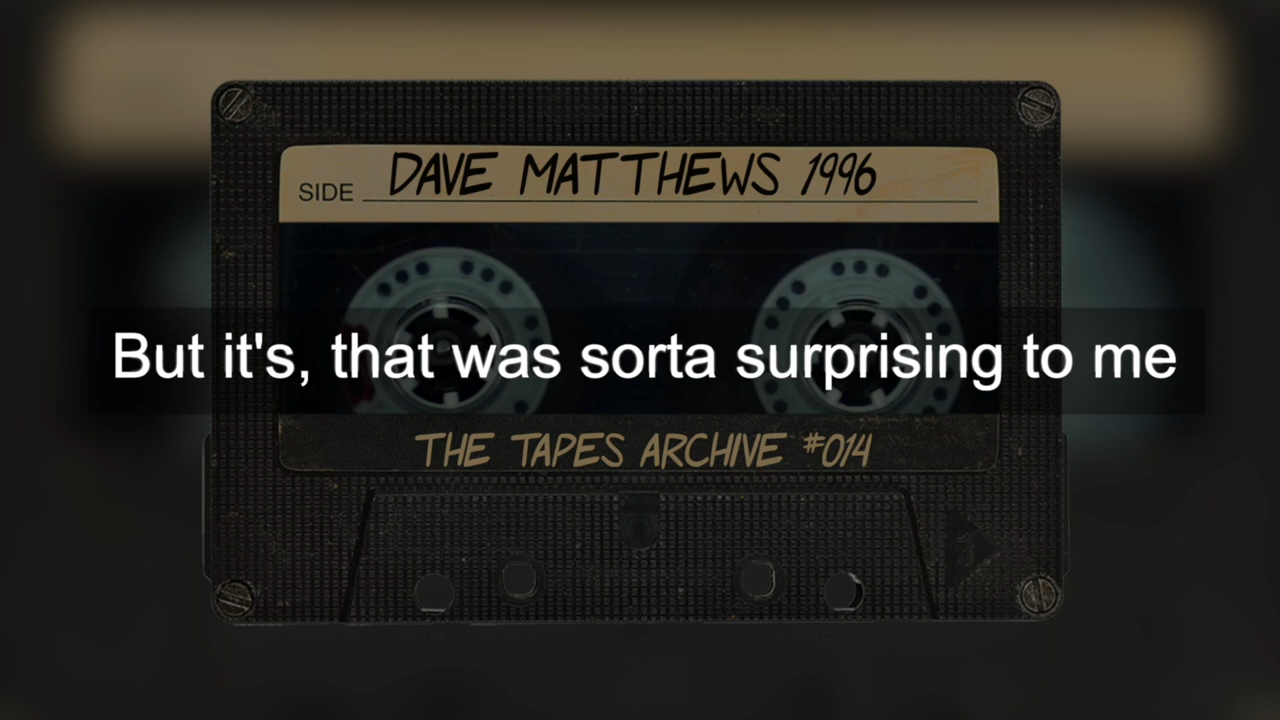 DAVE MATTHEWS 1996
SIDE
But it's, that was sorta surprising to me
THE TAPES ARCHIVE #014